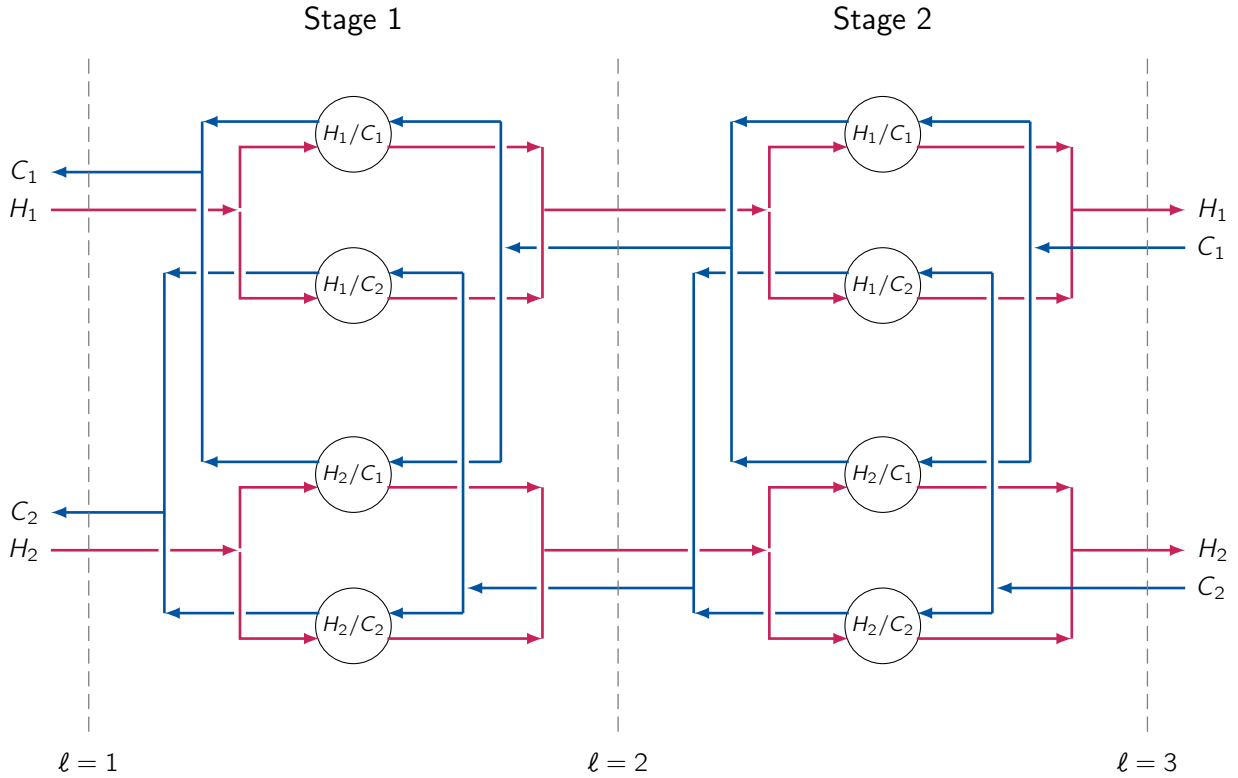 Stage 1
Stage 2
H₁/C₁
H₁/C₁
C₁
H₁
H₁
C₁
H₁/C₂
H₁/C₂
H₂/C₁
H₂/C₁
C₂
H₂
H₂
C₂
H₂/C₂
H₂/C₂
ℓ = 1
ℓ = 2
ℓ = 3